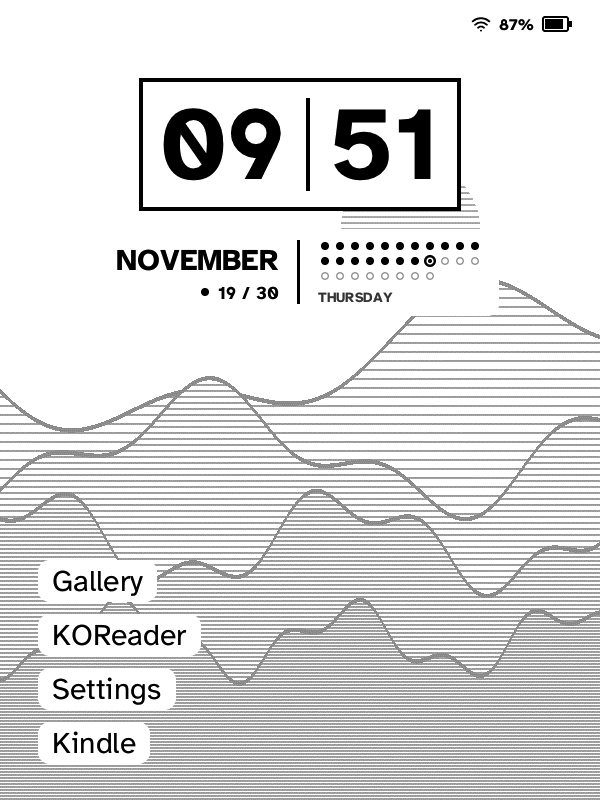 87%
09 51
NOVEMBER
• 19 / 30
THURSDAY
Gallery
KOReader
Settings
Kindle